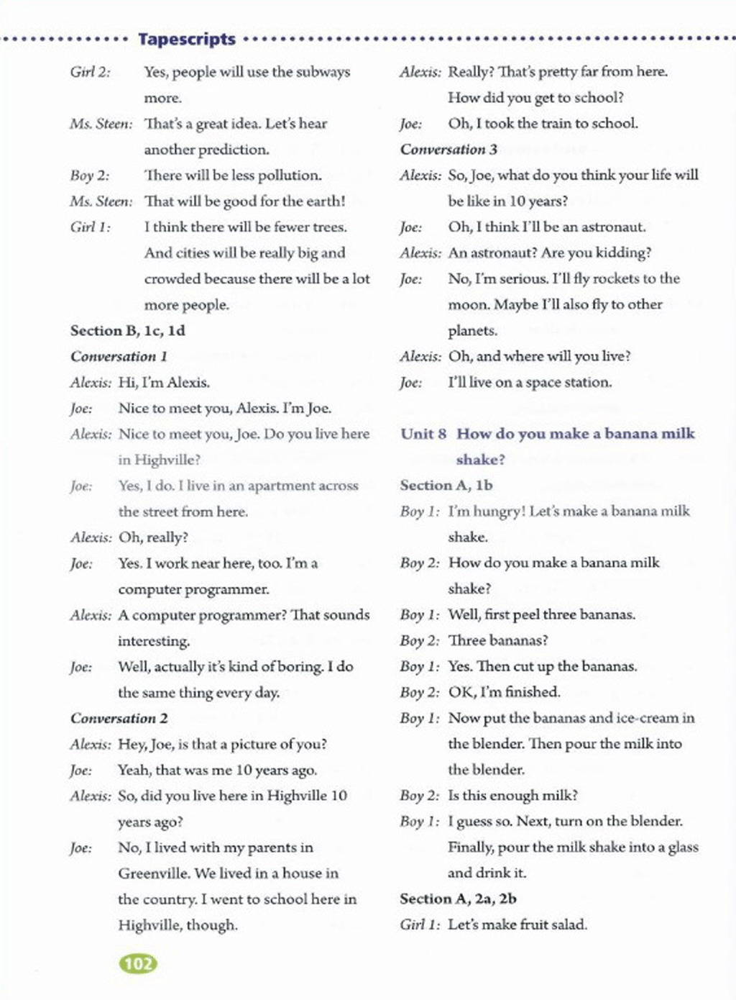 Tapescripts
Girl 2: Yes, people will use the subways
more.
Ms. Steen: That's a great idea. Let's hear
another prediction.
Boy 2: There will be less pollution.
Ms. Steen: That will be good for the earth!
Girl 1: I think there will be fewer trees.
And cities will be really big and
crowded because there will be a lot
more people.
Section B, 1c, 1d
Conversation 1
Alexis: Hi, I'm Alexis.
Joe: Nice to meet you, Alexis. I'm Joe.
Alexis: Nice to meet you, Joe. Do you live here
in Highville?
Joe: Yes, I do. I live in an apartment across
the street from here.
Alexis: Oh, really?
Joe: Yes. I work near here, too. I'm a
computer programmer.
Alexis: A computer programmer? That sounds
interesting.
Joe: Well, actually it's kind of boring. I do
the same thing every day.
Conversation 2
Alexis: Hey, Joe, is that a picture of you?
Joe: Yeah, that was me 10 years ago.
Alexis: So, did you live here in Highville 10
years ago?
Joe: No, I lived with my parents in
Greenville. We lived in a house in
the country. I went to school here in
Highville, though.
Alexis: Really? That's pretty far from here.
How did you get to school?
Joe: Oh, I took the train to school.
Conversation 3
Alexis: So, Joe, what do you think your life will
be like in 10 years?
Joe: Oh, I think I'll be an astronaut.
Alexis: An astronaut? Are you kidding?
Joe: No, I'm serious. I'll fly rockets to the
moon. Maybe I'll also fly to other
planets.
Alexis: Oh, and where will you live?
Joe: I'll live on a space station.
Unit 8 How do you make a banana milk
shake?
Section A, 1b
Boy 1: I'm hungry! Let's make a banana milk
shake.
Boy 2: How do you make a banana milk
shake?
Boy 1: Well, first peel three bananas.
Boy 2: Three bananas?
Boy 1: Yes. Then cut up the bananas.
Boy 2: OK, I'm finished.
Boy 1: Now put the bananas and ice-cream in
the blender. Then pour the milk into
the blender.
Boy 2: Is this enough milk?
Boy 1: I guess so. Next, turn on the blender.
Finally, pour the milk shake into a glass
and drink it.
Section A, 2a, 2b
Girl 1: Let's make fruit salad.
102